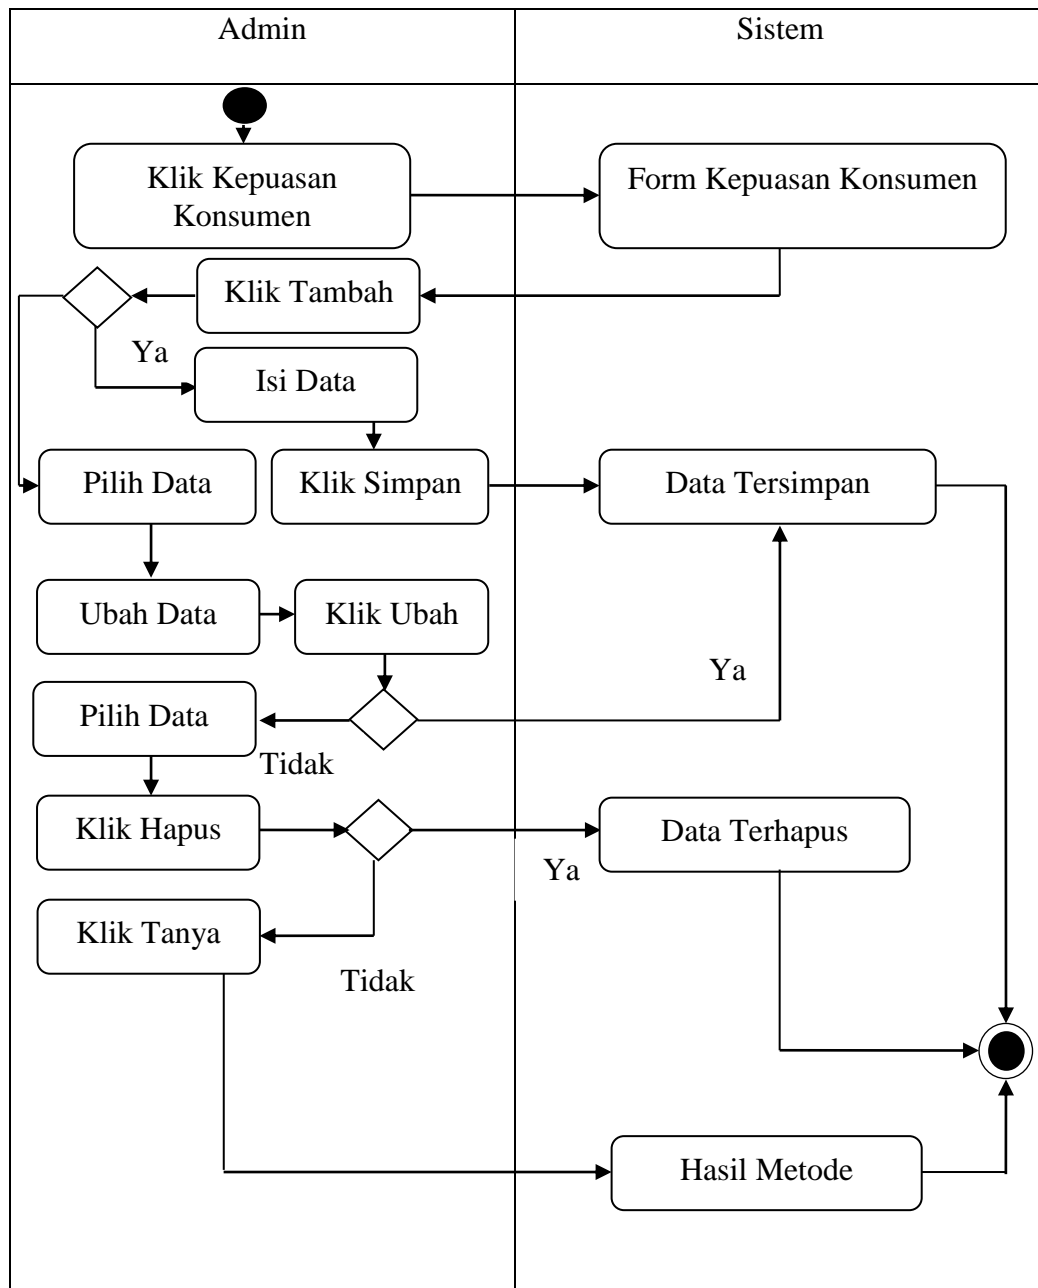 Admin
Sistem
Klik Kepuasan
Konsumen
Form Kepuasan Konsumen
Klik Tambah
Ya
Isi Data
Pilih Data
Klik Simpan
Data Tersimpan
Ubah Data
Klik Ubah
Ya
Pilih Data
Tidak
Klik Hapus
Data Terhapus
Ya
Klik Tanya
Tidak
Hasil Metode